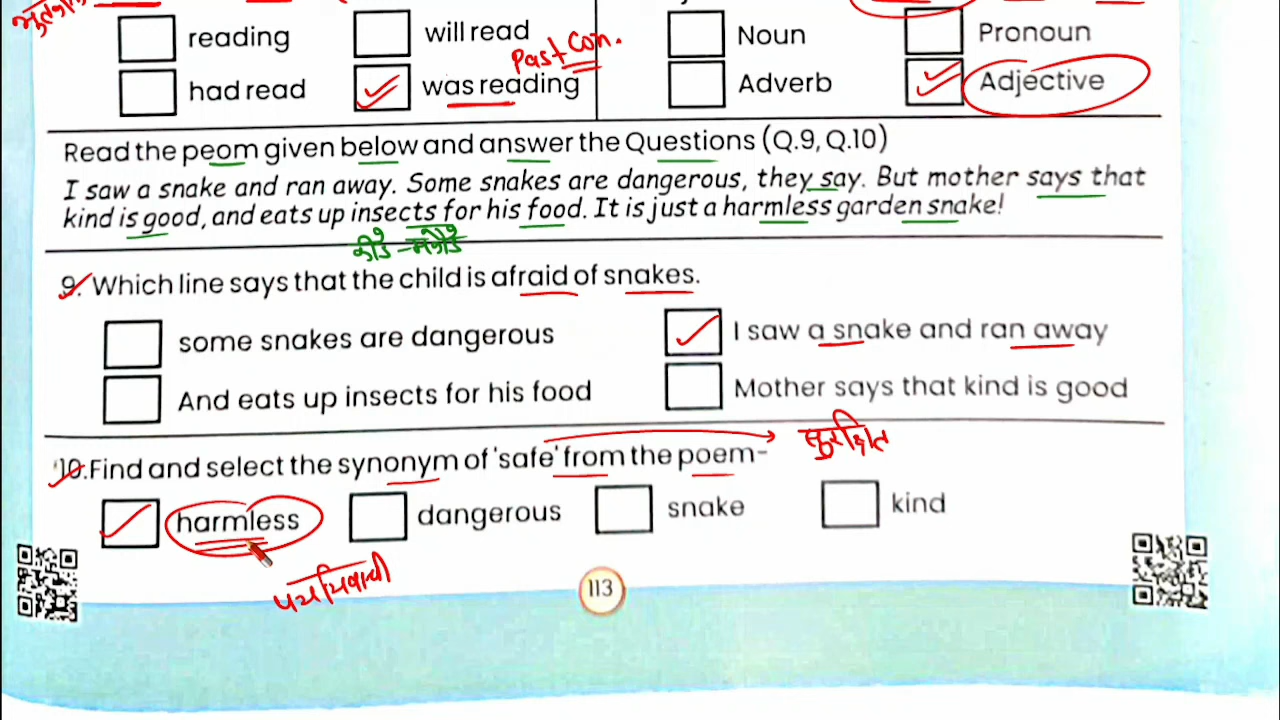 reading
will read
Noun
Pronoun
Past Con.
had read
was reading
Adverb
Adjective
Read the peom given below and answer the Questions (Q.9, Q.10)
I saw a snake and ran away. Some snakes are dangerous, they say. But mother says that
kind is good, and eats up insects for his food. It is just a harmless garden snake!
कीड़े-मकोड़े
9. Which line says that the child is afraid of snakes.
some snakes are dangerous
I saw a snake and ran away
And eats up insects for his food
Mother says that kind is good
सुरक्षित
10. Find and select the synonym of 'safe' from the poem-
harmless
dangerous
snake
kind
पर्यायवाची
113